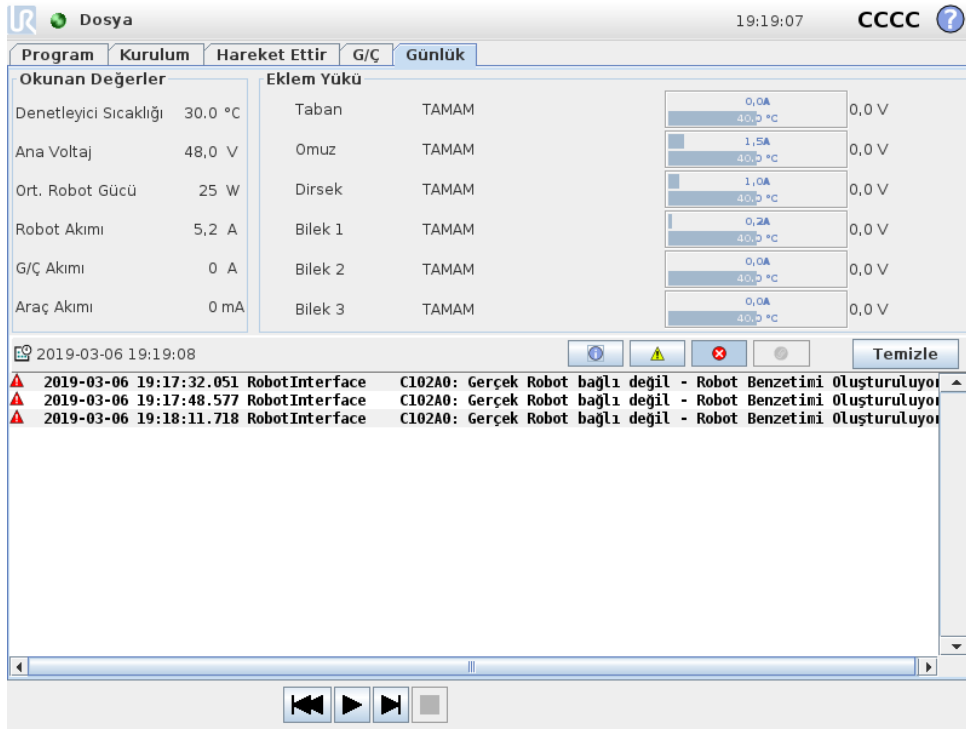 UR Dosya 19:19:07 CCCC ?
Program Kurulum Hareket Ettir G/Ç Günlük
Okunan Değerler Eklem Yükü
Denetleyici Sıcaklığı 30.0 °C Taban TAMAM 0,0A 40.0 °C 0,0 V
Ana Voltaj 48,0 V Omuz TAMAM 1,5A 40.0 °C 0,0 V
Ort. Robot Gücü 25 W Dirsek TAMAM 1,0A 40.0 °C 0,0 V
Robot Akımı 5,2 A Bilek 1 TAMAM 0,2A 40.0 °C 0,0 V
G/Ç Akımı 0 A Bilek 2 TAMAM 0,0A 40.0 °C 0,0 V
Araç Akımı 0 mA Bilek 3 TAMAM 0,0A 40.0 °C 0,0 V
2019-03-06 19:19:08 Temizle
2019-03-06 19:17:32.051 RobotInterface C102A0: Gerçek Robot bağlı değil - Robot Benzetimi Oluşturuluyor
2019-03-06 19:17:48.577 RobotInterface C102A0: Gerçek Robot bağlı değil - Robot Benzetimi Oluşturuluyor
2019-03-06 19:18:11.718 RobotInterface C102A0: Gerçek Robot bağlı değil - Robot Benzetimi Oluşturuluyor